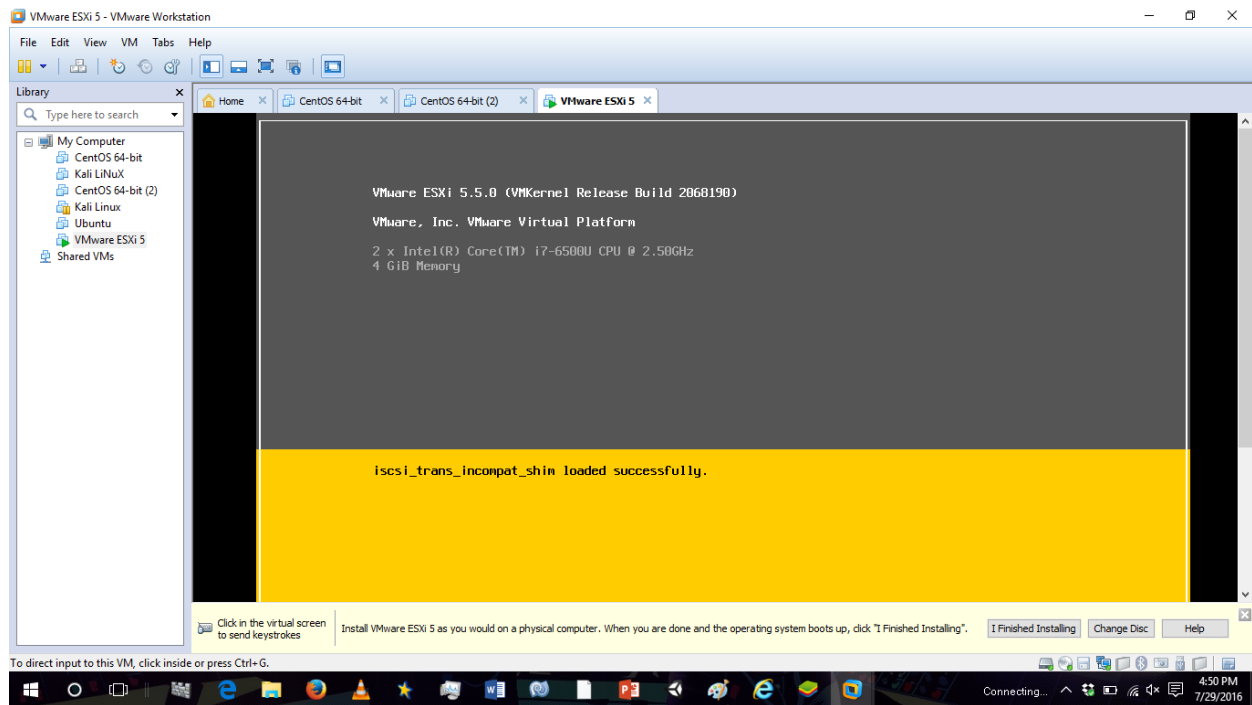 VMware ESXi 5 - VMware Workstation
File Edit View VM Tabs Help
Library
Type here to search
My Computer
CentOS 64-bit
Kali LiNuX
CentOS 64-bit (2)
Kali Linux
Ubuntu
VMware ESXi 5
Shared VMs
Home
CentOS 64-bit
CentOS 64-bit (2)
VMware ESXi 5
VMware ESXi 5.5.0 (VMKernel Release Build 2068190)
VMware, Inc. VMware Virtual Platform
2 x Intel(R) Core(TM) i7-6500U CPU @ 2.50GHz
4 GiB Memory
iscsi_trans_incompat_shim loaded successfully.
Click in the virtual screen
to send keystrokes
Install VMware ESXi 5 as you would on a physical computer. When you are done and the operating system boots up, click "I Finished Installing".
I Finished Installing
Change Disc
Help
To direct input to this VM, click inside or press Ctrl+G.
Connecting...
4:50 PM
7/29/2016